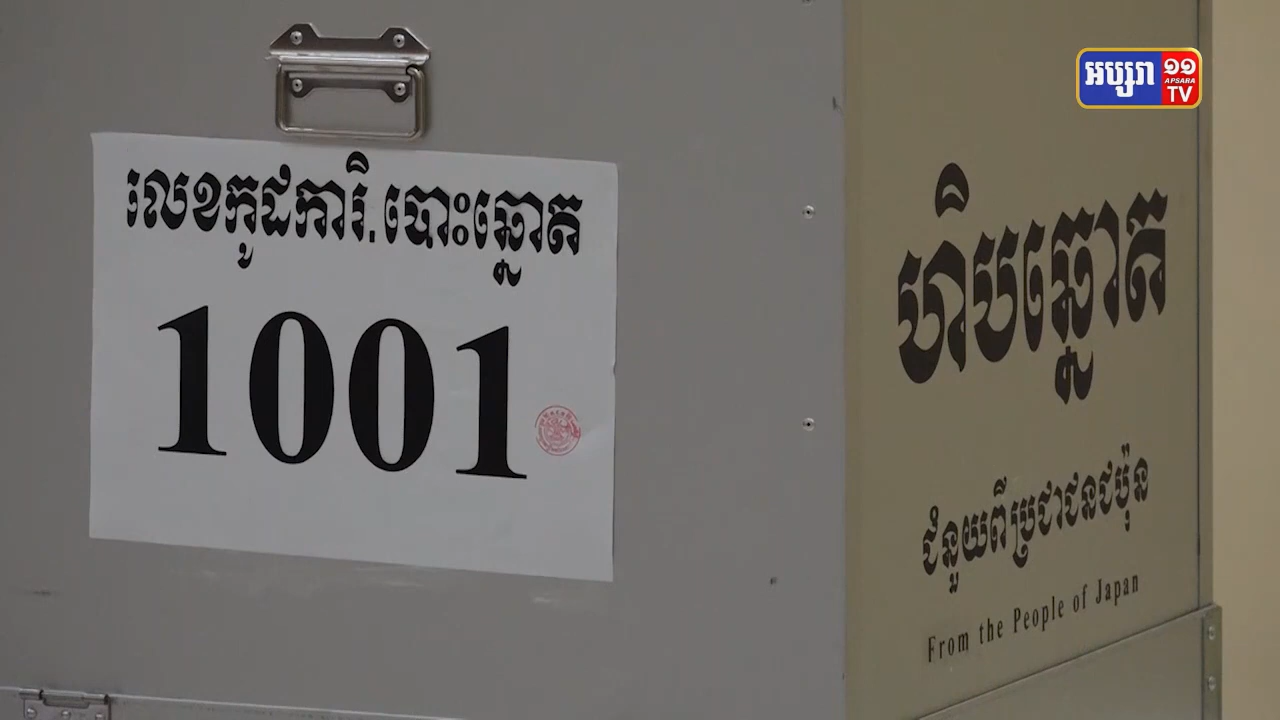 លេខកូដការិ.បោះឆ្នោត
1001
ហិបឆ្នោត
ជំនួយពីប្រជាជនជប៉ុន
From the People of Japan
អប្សរា ១១
APSARA
TV